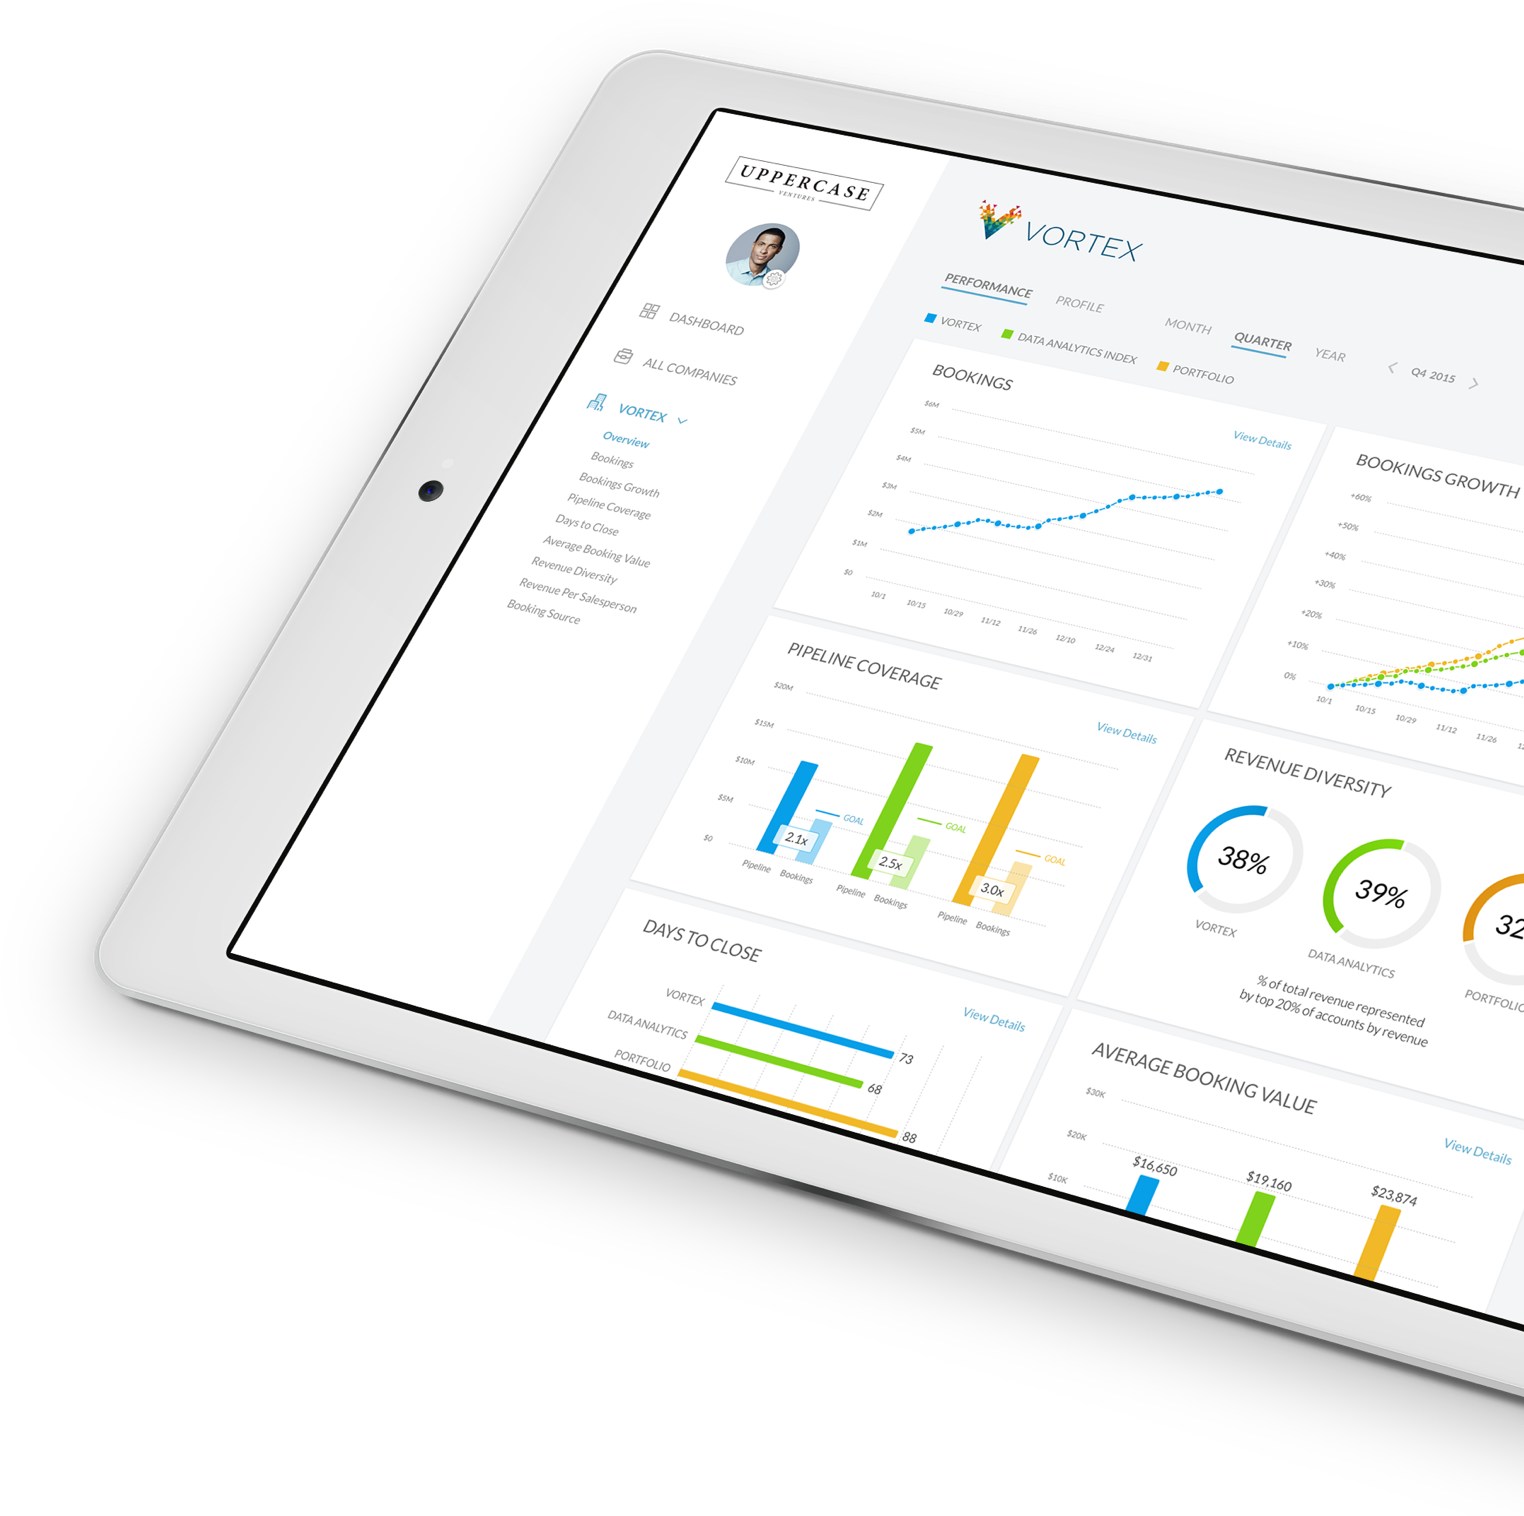 UPPERCASE
VENTURES
DASHBOARD
ALL COMPANIES
VORTEX
Overview
Bookings
Bookings Growth
Pipeline Coverage
Days to Close
Average Booking Value
Revenue Diversity
Revenue Per Salesperson
Booking Source
VORTEX
PERFORMANCE
PROFILE
MONTH
QUARTER
YEAR
Q4 2015
VORTEX
DATA ANALYTICS INDEX
PORTFOLIO
BOOKINGS
View Details
$6M
$5M
$4M
$3M
$2M
$1M
$0
10/1 10/15 10/29 11/12 11/26 12/10 12/24 12/31
BOOKINGS GROWTH
+60%
+50%
+40%
+30%
+20%
+10%
0%
10/1 10/15 10/29 11/12 11/26
PIPELINE COVERAGE
View Details
$20M
$15M
$10M
$5M
$0
GOAL
GOAL
GOAL
2.1x
2.5x
3.0x
Pipeline Bookings
Pipeline Bookings
Pipeline Bookings
REVENUE DIVERSITY
38%
39%
32
VORTEX
DATA ANALYTICS
PORTFOLIO
% of total revenue represented
by top 20% of accounts by revenue
DAYS TO CLOSE
View Details
VORTEX
73
DATA ANALYTICS
68
PORTFOLIO
88
AVERAGE BOOKING VALUE
View Details
$30K
$20K
$10K
$16,650
$19,160
$23,874